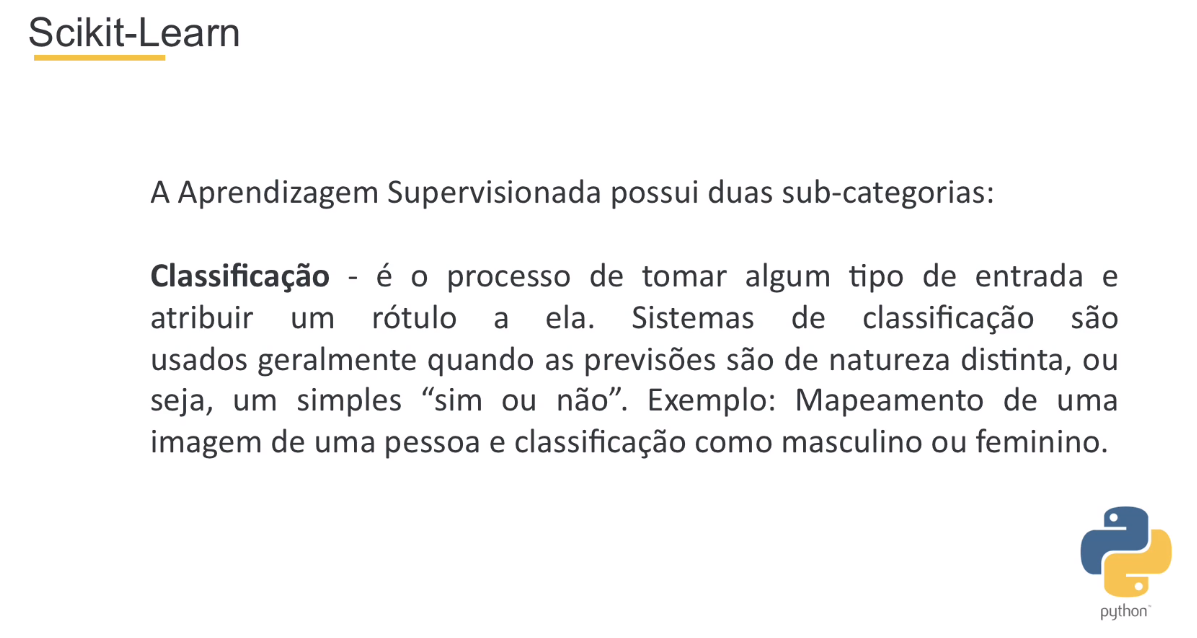 Scikit-Learn
A Aprendizagem Supervisionada possui duas sub-categorias:
Classificação - é o processo de tomar algum tipo de entrada e
atribuir um rótulo a ela. Sistemas de classificação são
usados geralmente quando as previsões são de natureza distinta, ou
seja, um simples “sim ou não”. Exemplo: Mapeamento de uma
imagem de uma pessoa e classificação como masculino ou feminino.
python™